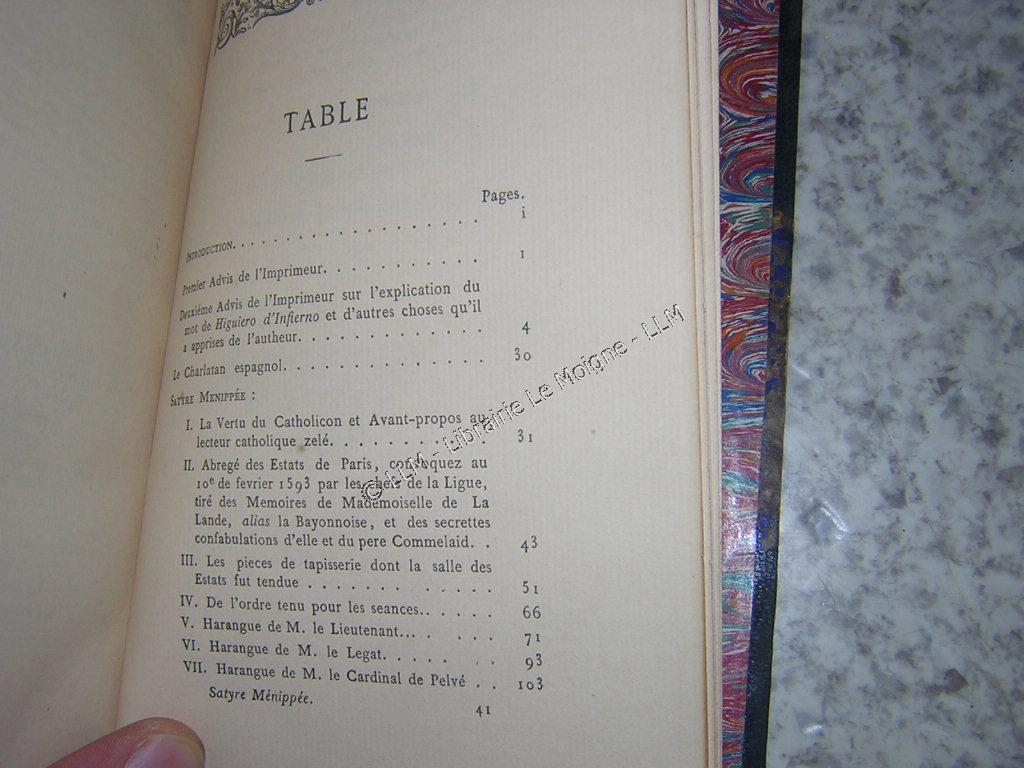 TABLE
Pages.
INTRODUCTION. . . . . . . . . . . . . . . . . . . i
Premier Advis de l'Imprimeur. . . . . . . . . . . . 1
Deuxiéme Advis de l'Imprimeur sur l'explication du
mot de Higuiero d'Infierno et d'autres choses qu'il
a apprises de l'autheur. . . . . . . . . . . . . 4
Le Charlatan espagnol. . . . . . . . . . . . . 30
SATYRE MENIPPÉE :
I. La Vertu du Catholicon et Avant-propos au
lecteur catholique zelé. . . . . . . . . . 31
II. Abregé des Estats de Paris, convoquez au
10e de fevrier 1593 par les chefs de la Ligue,
tiré des Memoires de Mademoiselle de La
Lande, alias la Bayonnoise, et des secrettes
confabulations d'elle et du pere Commelaid. . 43
III. Les pieces de tapisserie dont la salle des
Estats fut tendue . . . . . . . . . . . 51
IV. De l'ordre tenu pour les seances. . . . . . 66
V. Harangue de M. le Lieutenant. . . . . . . 71
VI. Harangue de M. le Legat. . . . . . . . 93
VII. Harangue de M. le Cardinal de Pelvé . . 103
Satyre Ménippée. 41
© LLM - Librairie Le Moigne - LLM